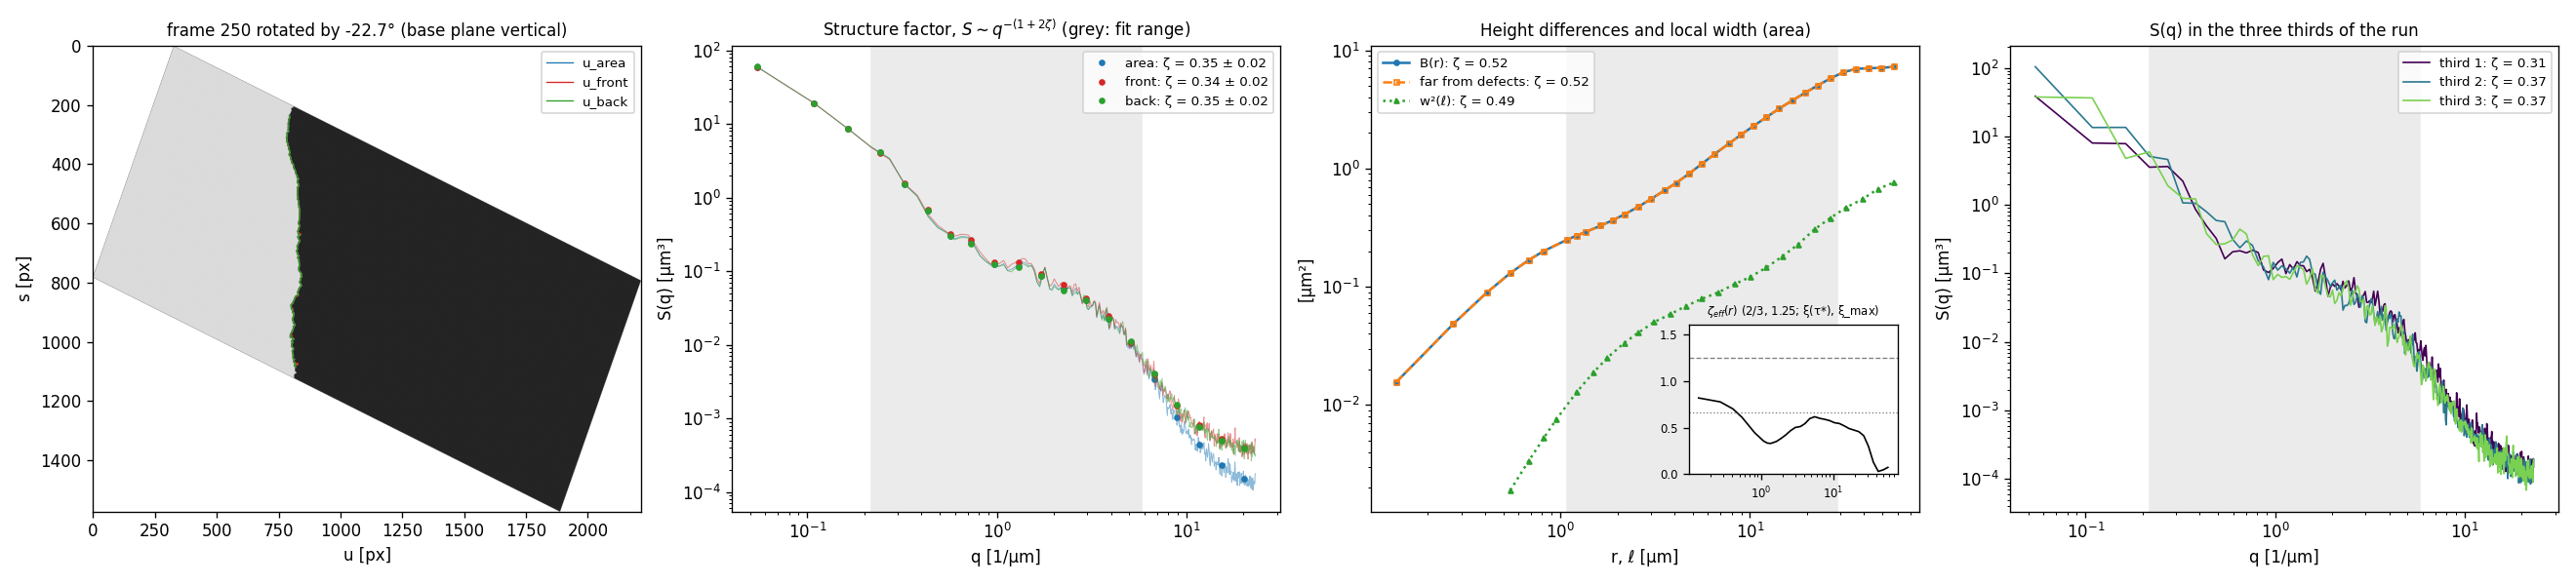 frame 250 rotated by -22.7° (base plane vertical)
u_area
u_front
u_back
0
200
400
600
800
1000
1200
1400
s [px]
0
250
500
750
1000
1250
1500
1750
2000
u [px]
Structure factor, S ~ q^−(1+2ζ) (grey: fit range)
area: ζ = 0.35 ± 0.02
front: ζ = 0.34 ± 0.02
back: ζ = 0.35 ± 0.02
10²
10¹
10⁰
10⁻¹
10⁻²
10⁻³
10⁻⁴
S(q) [µm³]
10⁻¹
10⁰
10¹
q [1/µm]
Height differences and local width (area)
B(r): ζ = 0.52
far from defects: ζ = 0.52
w²(ℓ): ζ = 0.49
10¹
10⁰
10⁻¹
10⁻²
[µm²]
ζeff(r) (2/3, 1.25; ξ(τ*), ξ_max)
1.5
1.0
0.5
0.0
10⁰
10¹
10⁰
10¹
r, ℓ [µm]
S(q) in the three thirds of the run
third 1: ζ = 0.31
third 2: ζ = 0.37
third 3: ζ = 0.37
10²
10¹
10⁰
10⁻¹
10⁻²
10⁻³
10⁻⁴
S(q) [µm³]
10⁻¹
10⁰
10¹
q [1/µm]